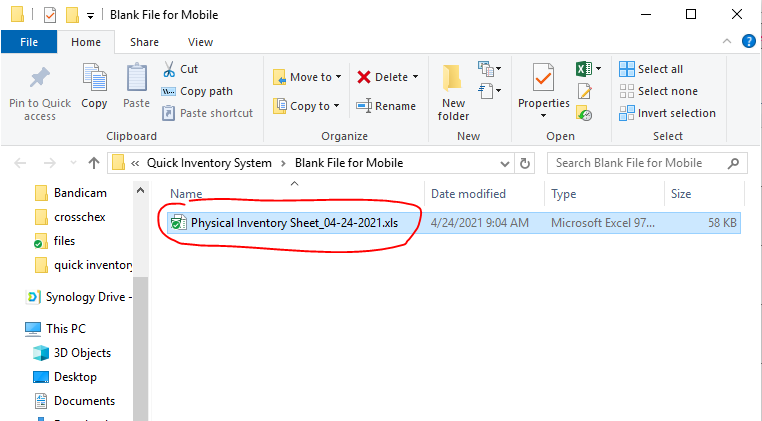 Blank File for Mobile
File Home Share View
Pin to Quick access
Copy
Paste
Cut
Copy path
Paste shortcut
Clipboard
Move to
Copy to
Delete
Rename
Organize
New folder
New
Properties
Open
Select all
Select none
Invert selection
Select
« Quick Inventory System > Blank File for Mobile
Search Blank File for Mobile
Name Date modified Type Size
Physical Inventory Sheet_04-24-2021.xls 4/24/2021 9:04 AM Microsoft Excel 97... 58 KB
Bandicam
crosschex
files
quick inventory
Synology Drive -
This PC
3D Objects
Desktop
Documents